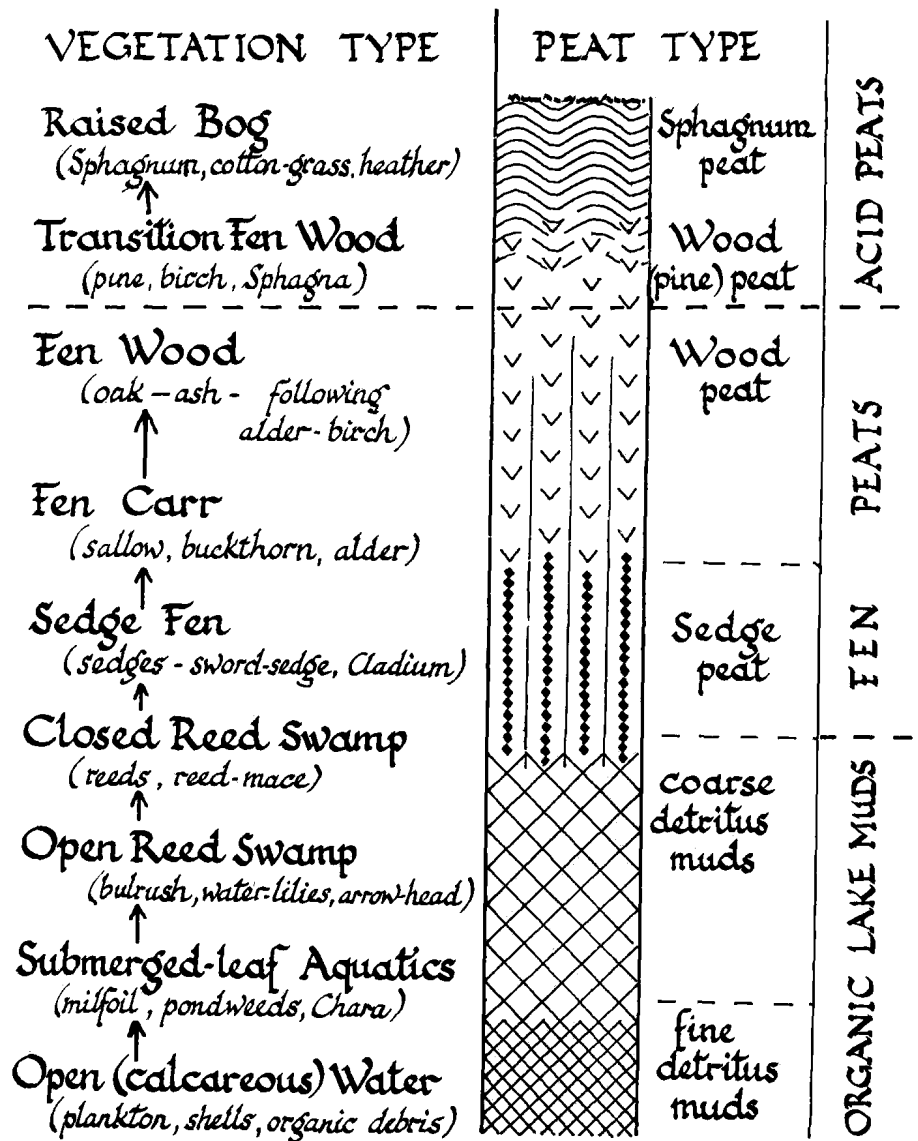 VEGETATION TYPE
PEAT TYPE
Raised Bog
(Sphagnum, cotton-grass, heather)
Transition Fen Wood
(pine, birch, Sphagna)
Fen Wood
(oak – ash - following
alder-birch)
Fen Carr
(sallow, buckthorn, alder)
Sedge Fen
(sedges - sword-sedge, Cladium)
Closed Reed Swamp
(reeds, reed-mace)
Open Reed Swamp
(bulrush, water-lilies, arrow-head)
Submerged-leaf Aquatics
(milfoil, pondweeds, Chara)
Open (calcareous) Water
(plankton, shells, organic debris)
Sphagnum
peat
Wood
(pine) peat
Wood
peat
Sedge
peat
coarse
detritus
muds
fine
detritus
muds
ACID PEATS
FEN PEATS
ORGANIC LAKE MUDS